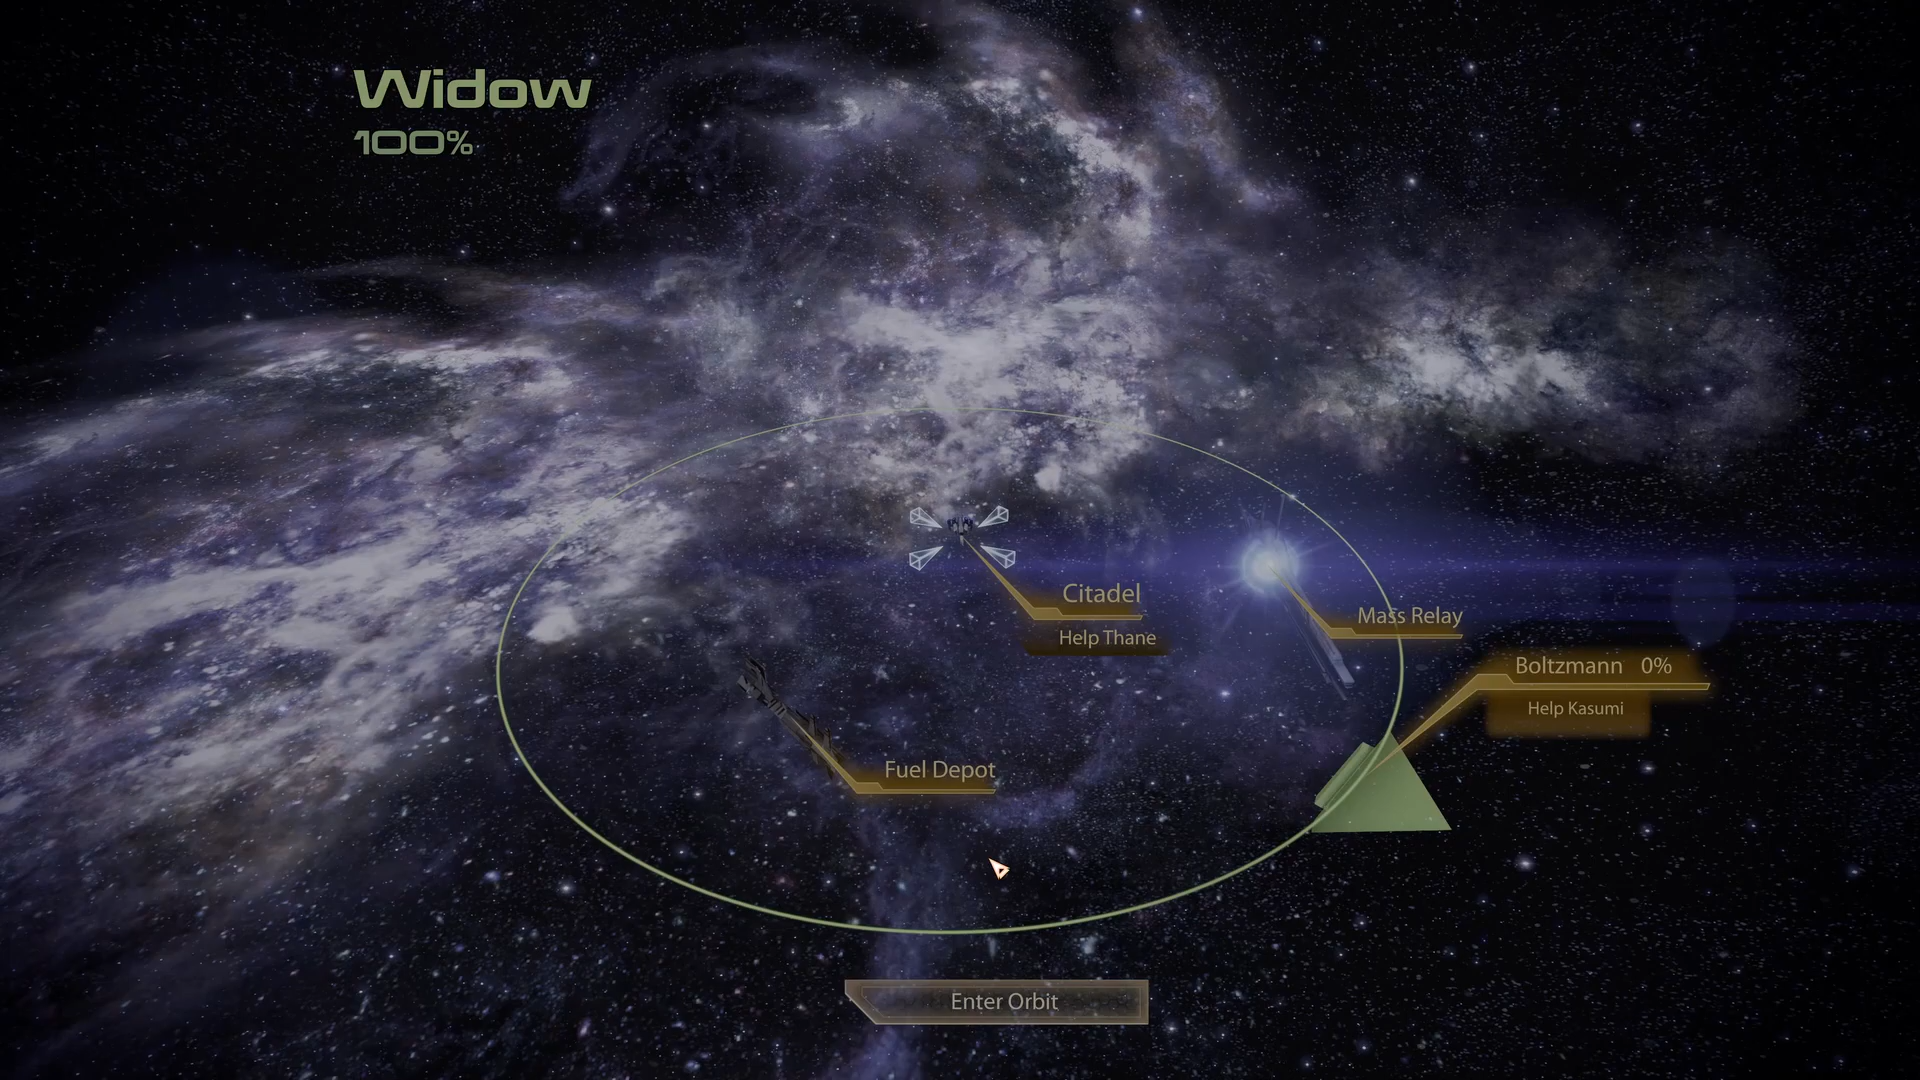 Widow
100%
Citadel
Help Thane
Mass Relay
Boltzmann 0%
Help Kasumi
Fuel Depot
Enter Orbit